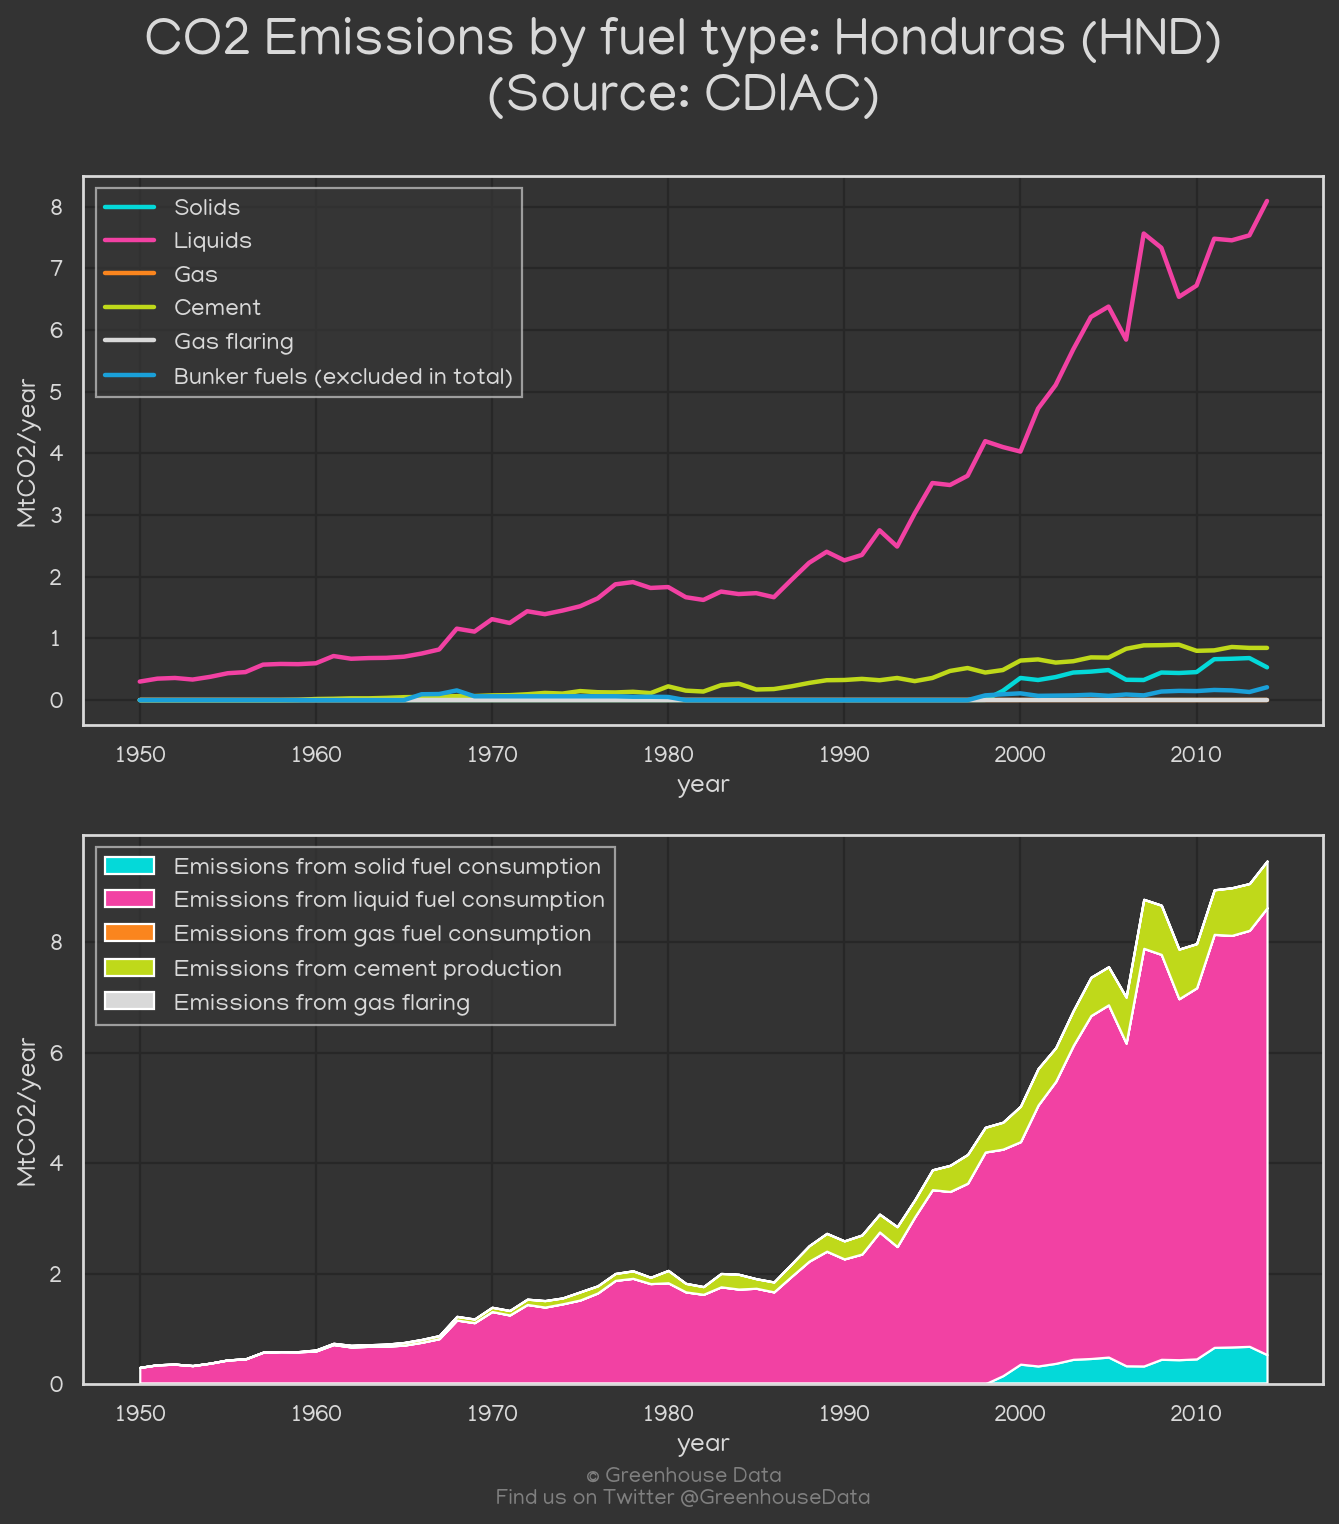 CO2 Emissions by fuel type: Honduras (HND)
(Source: CDIAC)
Solids
Liquids
Gas
Cement
Gas flaring
Bunker fuels (excluded in total)
MtCO2/year
8
7
6
5
4
3
2
1
0
1950 1960 1970 1980 1990 2000 2010
year
Emissions from solid fuel consumption
Emissions from liquid fuel consumption
Emissions from gas fuel consumption
Emissions from cement production
Emissions from gas flaring
MtCO2/year
8
6
4
2
0
1950 1960 1970 1980 1990 2000 2010
year
© Greenhouse Data
Find us on Twitter @GreenhouseData